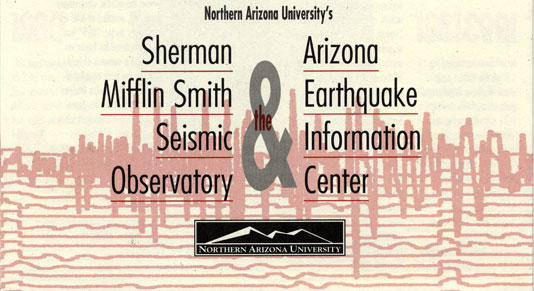 Northern Arizona University's
Sherman
Mifflin Smith
Seismic
Observatory
&
the
Arizona
Earthquake
Information
Center
NORTHERN ARIZONA UNIVERSITY